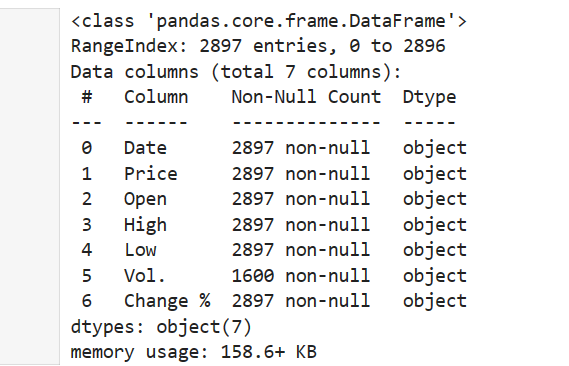 <class 'pandas.core.frame.DataFrame'>
RangeIndex: 2897 entries, 0 to 2896
Data columns (total 7 columns):
 #   Column    Non-Null Count  Dtype
---  ------    --------------  -----
 0   Date      2897 non-null   object
 1   Price     2897 non-null   object
 2   Open      2897 non-null   object
 3   High      2897 non-null   object
 4   Low       2897 non-null   object
 5   Vol.      1600 non-null   object
 6   Change %  2897 non-null   object
dtypes: object(7)
memory usage: 158.6+ KB